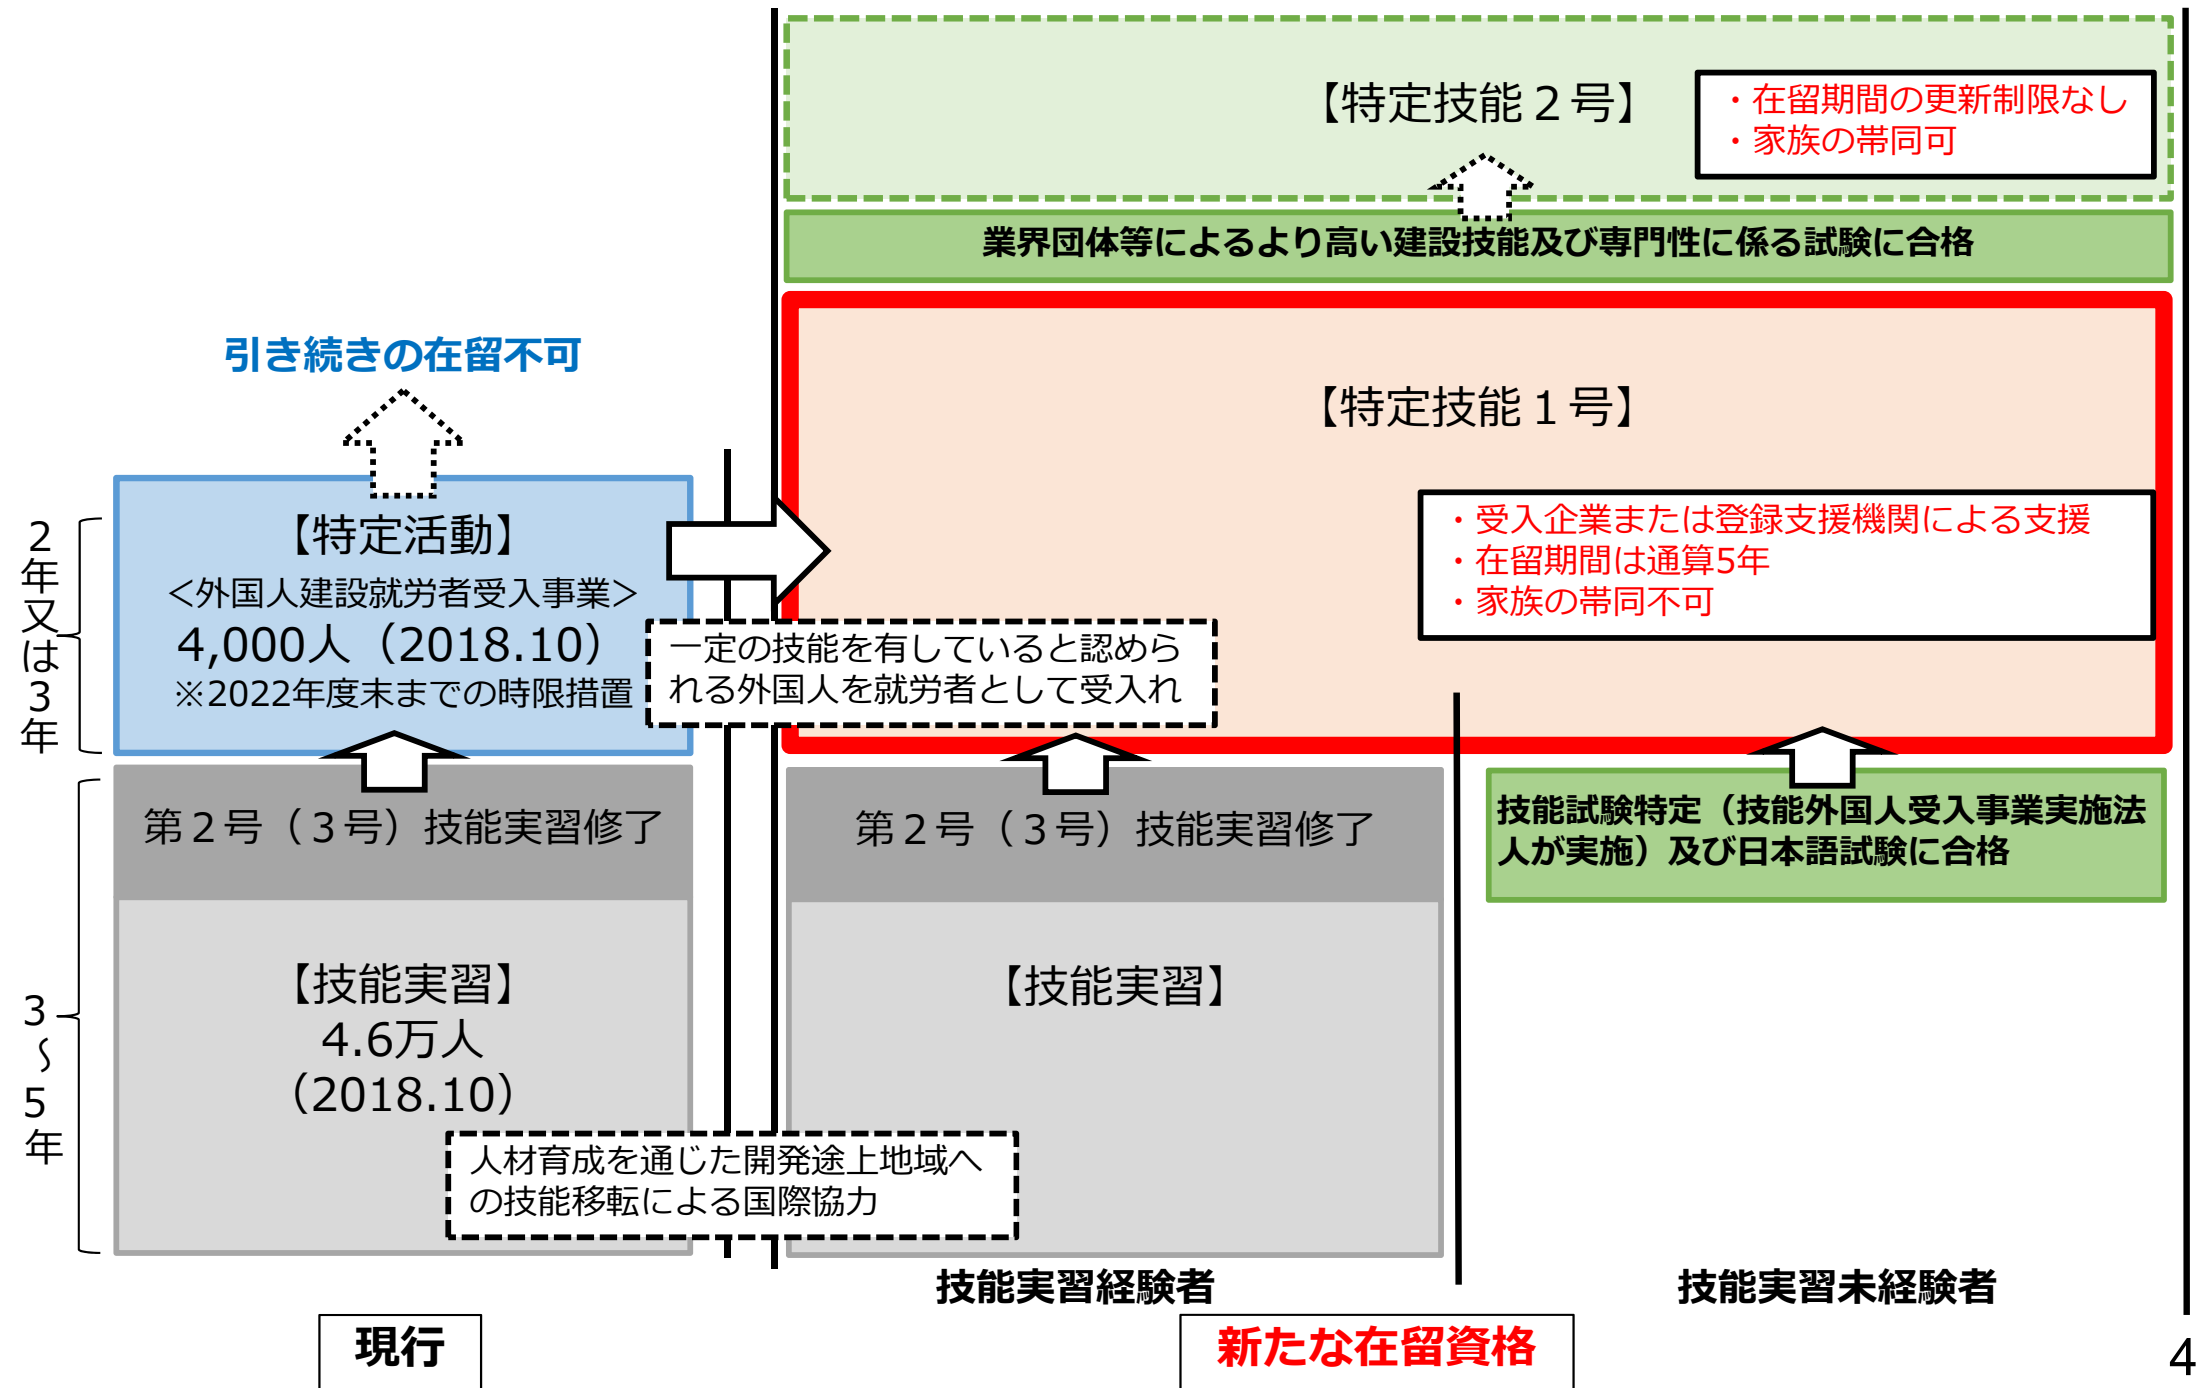 【特定技能２号】
・在留期間の更新制限なし
・家族の帯同可
業界団体等によるより高い建設技能及び専門性に係る試験に合格
引き続きの在留不可
【特定技能１号】
・受入企業または登録支援機関による支援
・在留期間は通算5年
・家族の帯同不可
２年又は３年
【特定活動】
＜外国人建設就労者受入事業＞
4,000人（2018.10）
※2022年度末までの時限措置
一定の技能を有していると認めら
れる外国人を就労者として受入れ
第２号（３号）技能実習修了
第２号（３号）技能実習修了
技能試験特定（技能外国人受入事業実施法
人が実施）及び日本語試験に合格
３～５年
【技能実習】
4.6万人
（2018.10）
【技能実習】
人材育成を通じた開発途上地域へ
の技能移転による国際協力
技能実習経験者
技能実習未経験者
現行
新たな在留資格
4